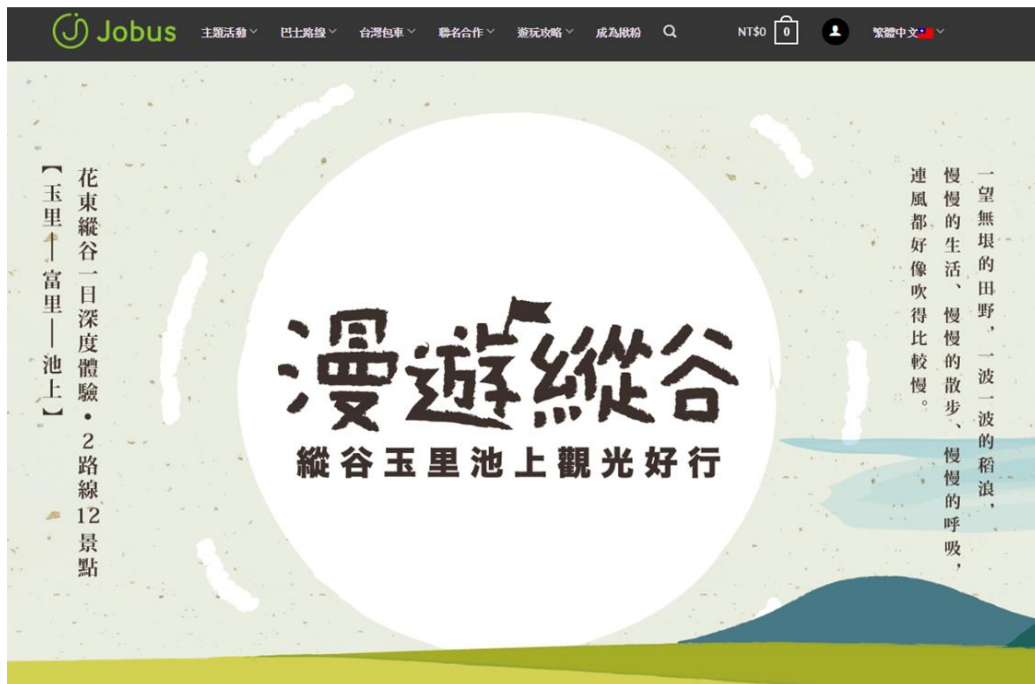 Jobus
主題活動
巴士路線
台灣包車
聯名合作
遊玩攻略
成為揪粉
NT$0
0
繁體中文
一望無垠的田野，一波一波的稻浪，
慢慢的生活、慢慢的散步、慢慢的呼吸，
連風都好像吹得比較慢。
漫遊縱谷
縱谷玉里池上觀光好行
花東縱谷一日深度體驗•2路線12景點
【玉里—富里—池上】